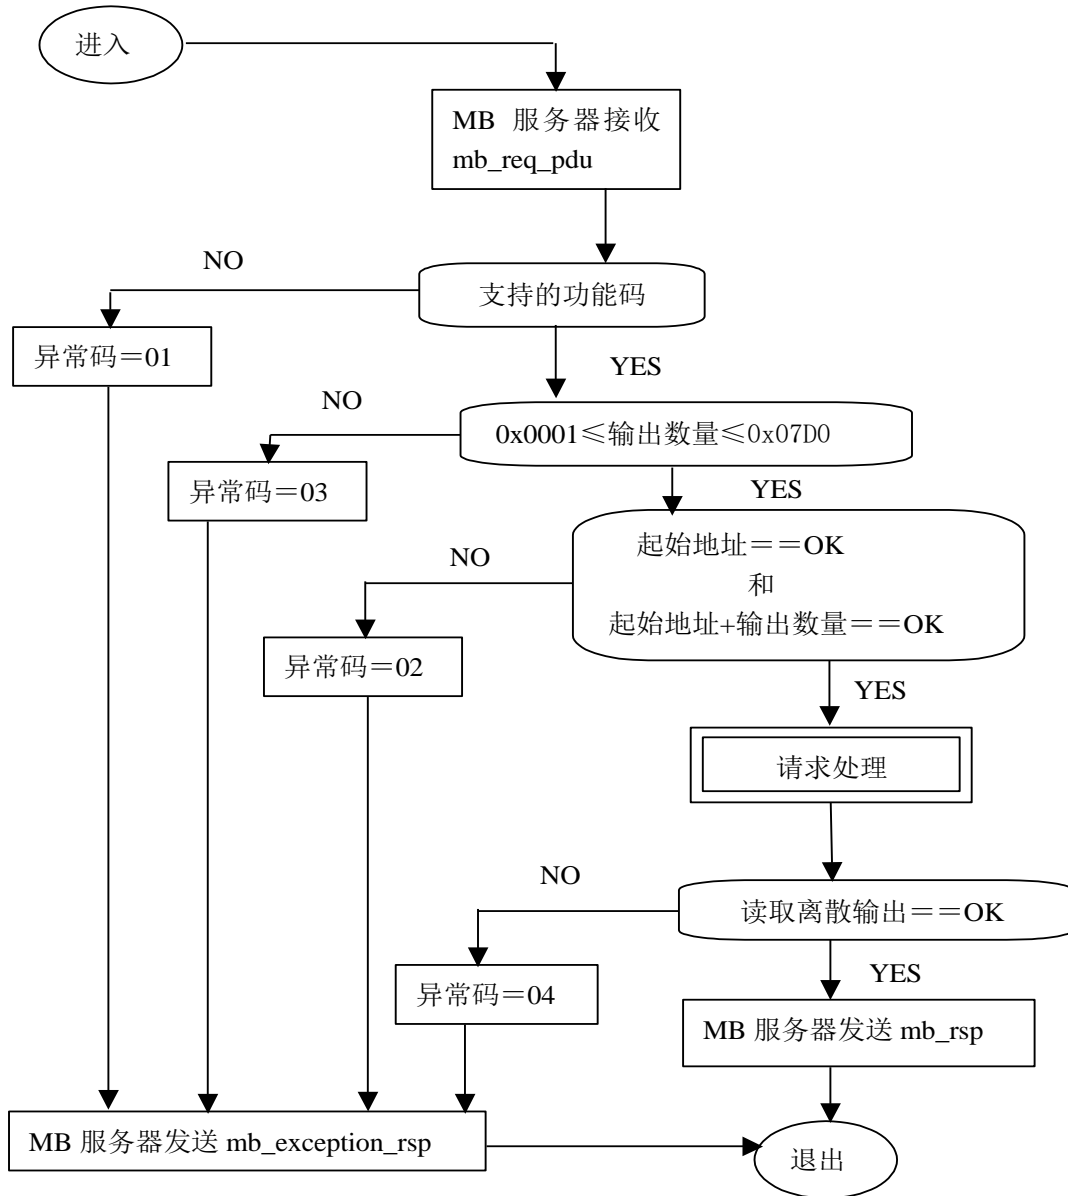 进入
MB 服务器接收
mb_req_pdu
NO
支持的功能码
异常码＝01
YES
NO
0x0001≤输出数量≤0x07D0
异常码＝03
YES
起始地址＝＝OK
和
起始地址+输出数量＝＝OK
NO
异常码＝02
YES
请求处理
NO
读取离散输出＝＝OK
异常码＝04
YES
MB 服务器发送 mb_rsp
MB 服务器发送 mb_exception_rsp
退出